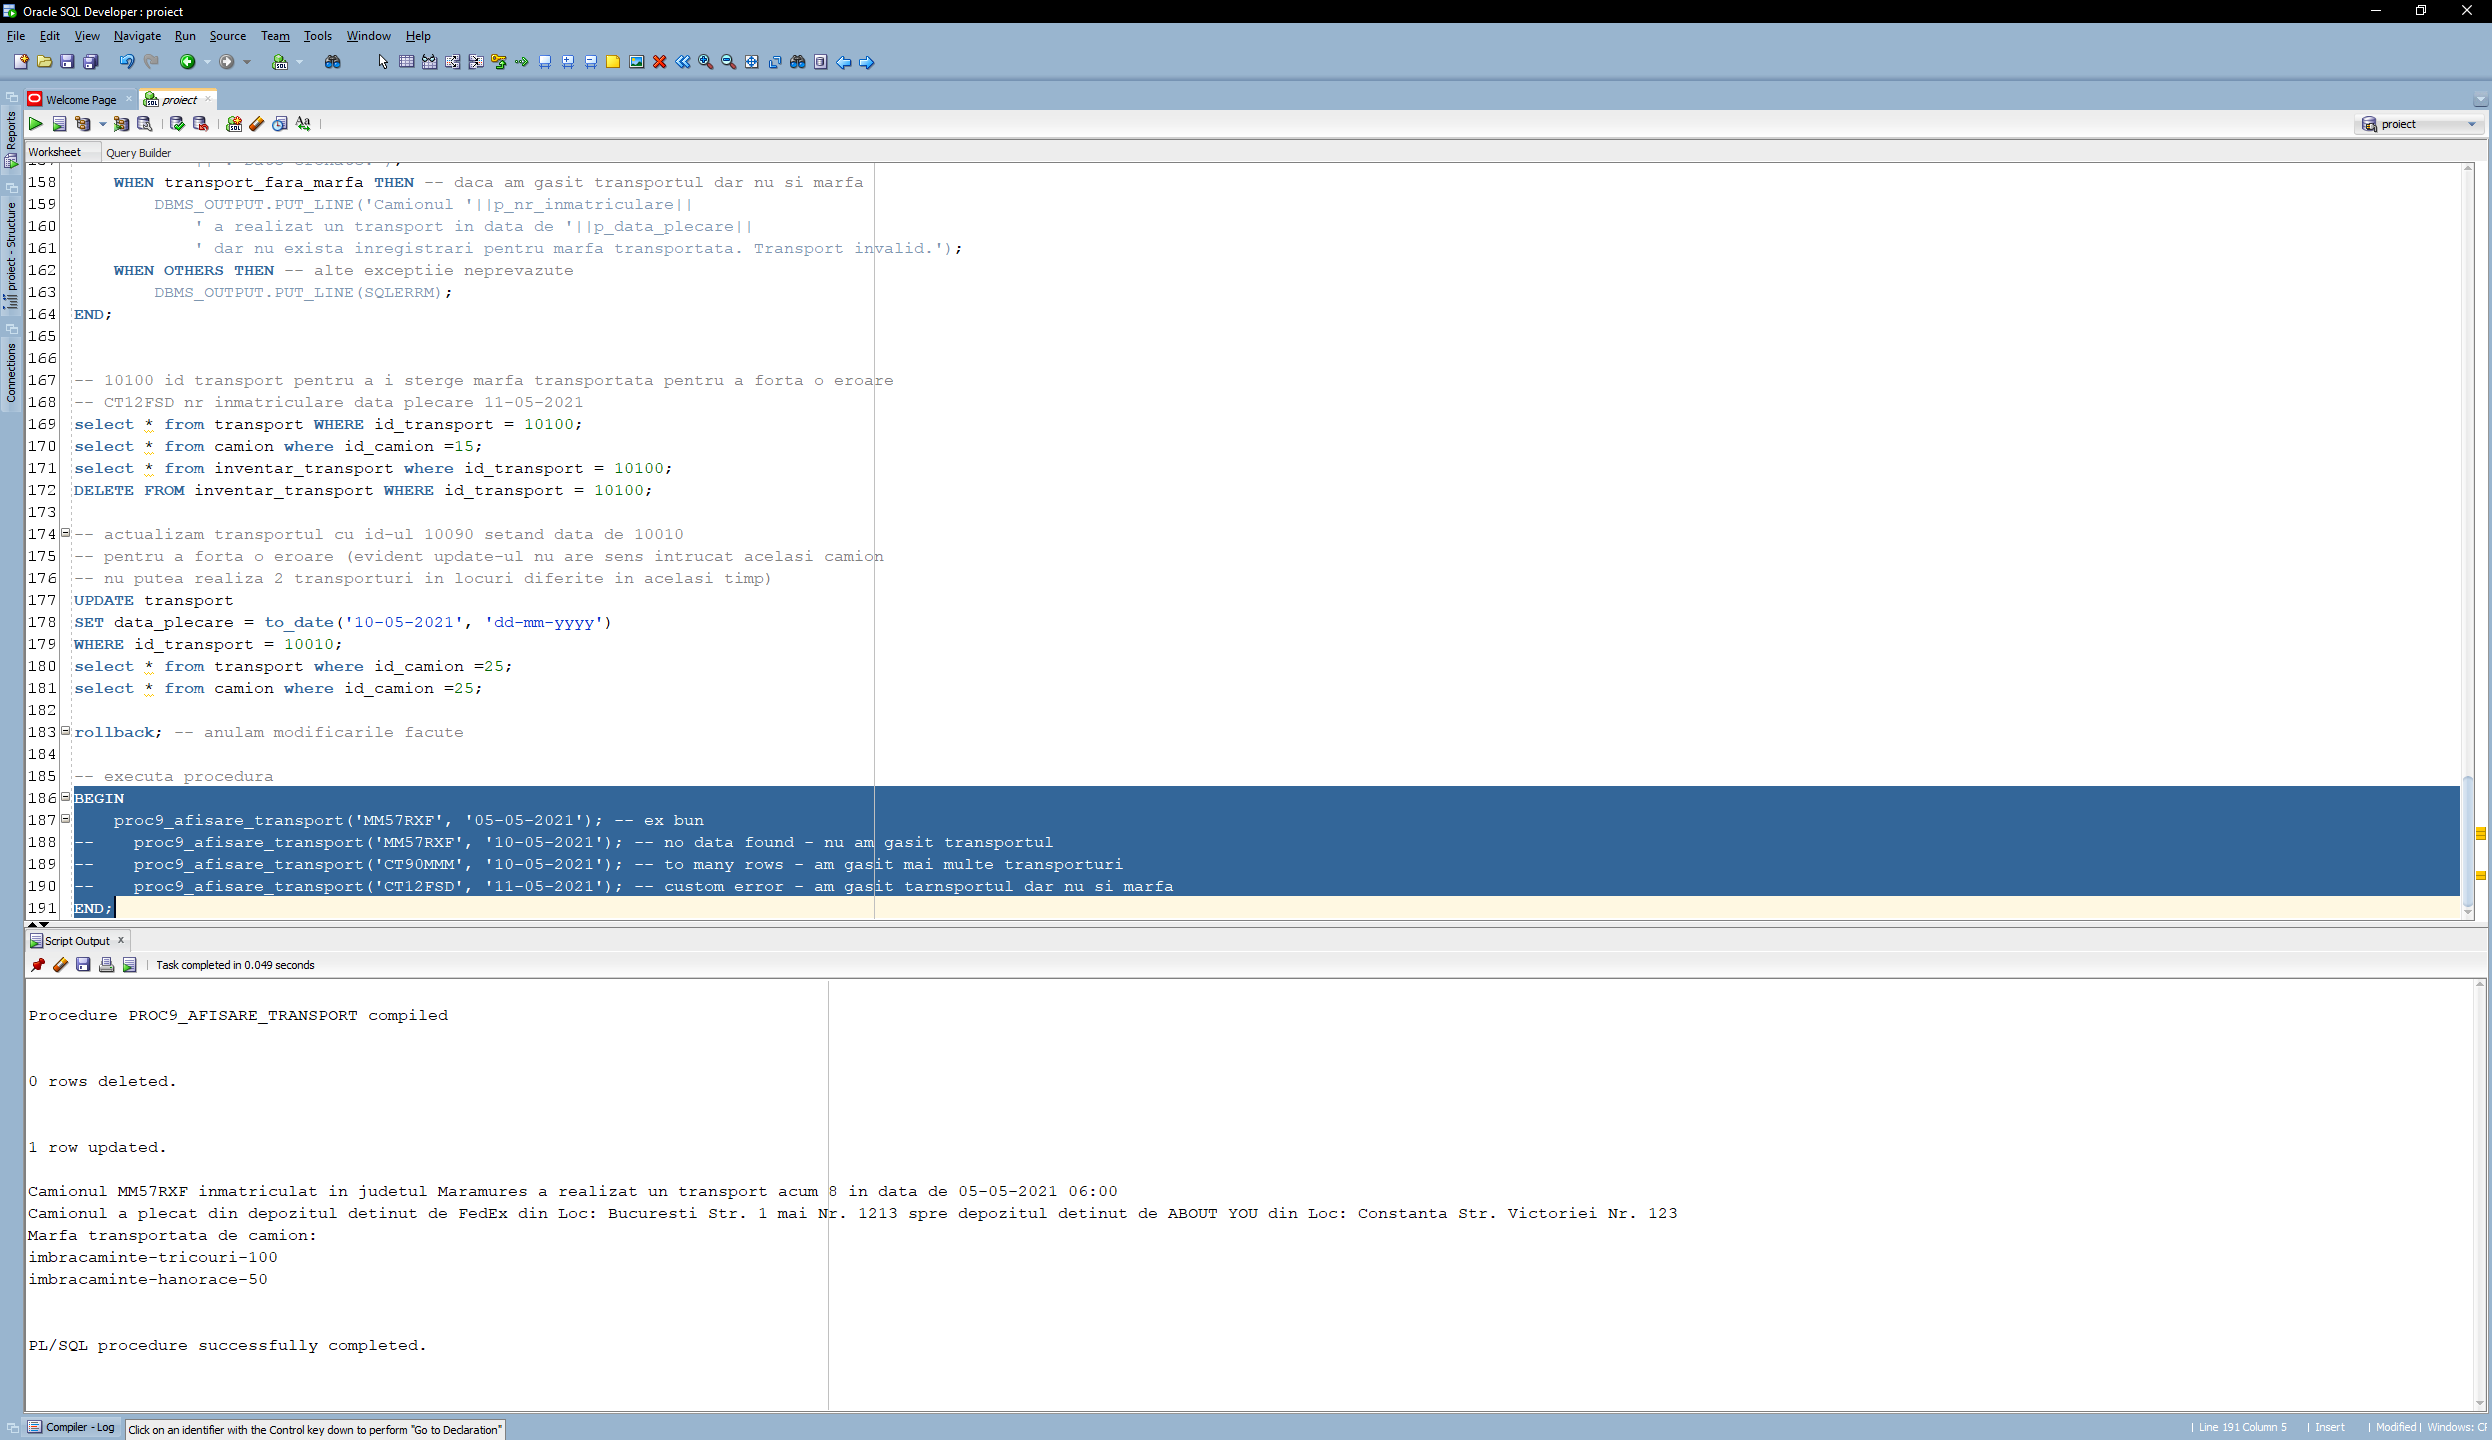 Oracle SQL Developer : proiect
File Edit View Navigate Run Source Team Tools Window Help
Welcome Page
proiect
proiect
Worksheet Query Builder
Reports
proiect - Structure
Connections
158 WHEN transport_fara_marfa THEN -- daca am gasit transportul dar nu si marfa
159 DBMS_OUTPUT.PUT_LINE('Camionul '||p_nr_inmatriculare||
160 ' a realizat un transport in data de '||p_data_plecare||
161 ' dar nu exista inregistrari pentru marfa transportata. Transport invalid.');
162 WHEN OTHERS THEN -- alte exceptiie neprevazute
163 DBMS_OUTPUT.PUT_LINE(SQLERRM);
164 END;
165
166
167 -- 10100 id transport pentru a i sterge marfa transportata pentru a forta o eroare
168 -- CT12FSD nr inmatriculare data plecare 11-05-2021
169 select * from transport WHERE id_transport = 10100;
170 select * from camion where id_camion =15;
171 select * from inventar_transport where id_transport = 10100;
172 DELETE FROM inventar_transport WHERE id_transport = 10100;
173
174 -- actualizam transportul cu id-ul 10090 setand data de 10010
175 -- pentru a forta o eroare (evident update-ul nu are sens intrucat acelasi camion
176 -- nu putea realiza 2 transporturi in locuri diferite in acelasi timp)
177 UPDATE transport
178 SET data_plecare = to_date('10-05-2021', 'dd-mm-yyyy')
179 WHERE id_transport = 10010;
180 select * from transport where id_camion =25;
181 select * from camion where id_camion =25;
182
183 rollback; -- anulam modificarile facute
184
185 -- executa procedura
186 BEGIN
187 proc9_afisare_transport('MM57RXF', '05-05-2021'); -- ex bun
188 -- proc9_afisare_transport('MM57RXF', '10-05-2021'); -- no data found - nu am gasit transportul
189 -- proc9_afisare_transport('CT90MMM', '10-05-2021'); -- to many rows - am gasit mai multe transporturi
190 -- proc9_afisare_transport('CT12FSD', '11-05-2021'); -- custom error - am gasit tarnsportul dar nu si marfa
191 END;
Script Output x
Task completed in 0.049 seconds
Procedure PROC9_AFISARE_TRANSPORT compiled
0 rows deleted.
1 row updated.
Camionul MM57RXF inmatriculat in judetul Maramures a realizat un transport acum 8 in data de 05-05-2021 06:00
Camionul a plecat din depozitul detinut de FedEx din Loc: Bucuresti Str. 1 mai Nr. 1213 spre depozitul detinut de ABOUT YOU din Loc: Constanta Str. Victoriei Nr. 123
Marfa transportata de camion:
imbracaminte-tricouri-100
imbracaminte-hanorace-50
PL/SQL procedure successfully completed.
Compiler - Log
Click on an identifier with the Control key down to perform "Go to Declaration"
Line 191 Column 5 | Insert | Modified | Windows: